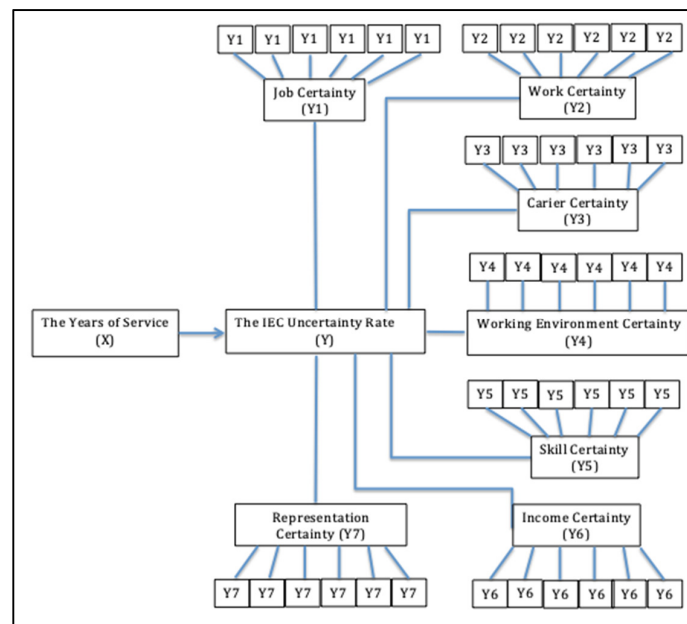 Y1 Y1 Y1 Y1 Y1 Y1
Job Certainty
(Y1)
Y2 Y2 Y2 Y2 Y2 Y2
Work Certainty
(Y2)
Y3 Y3 Y3 Y3 Y3 Y3
Carier Certainty
(Y3)
Y4 Y4 Y4 Y4 Y4 Y4
Working Environment Certainty
(Y4)
The Years of Service
(X)
The IEC Uncertainty Rate
(Y)
Y5 Y5 Y5 Y5 Y5 Y5
Skill Certainty
(Y5)
Representation
Certainty (Y7)
Y7 Y7 Y7 Y7 Y7 Y7
Income Certainty
(Y6)
Y6 Y6 Y6 Y6 Y6 Y6